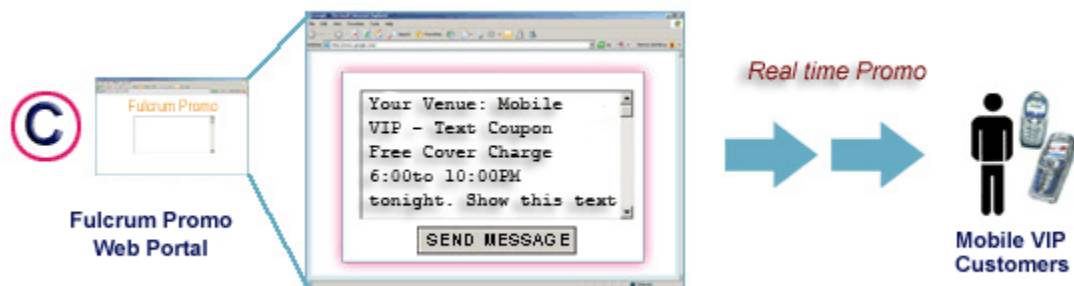 C
Fulcrum Promo
Fulcrum Promo
Web Portal
Your Venue: Mobile
VIP - Text Coupon
Free Cover Charge
6:00to 10:00PM
tonight. Show this text
SEND MESSAGE
Real time Promo
Mobile VIP
Customers